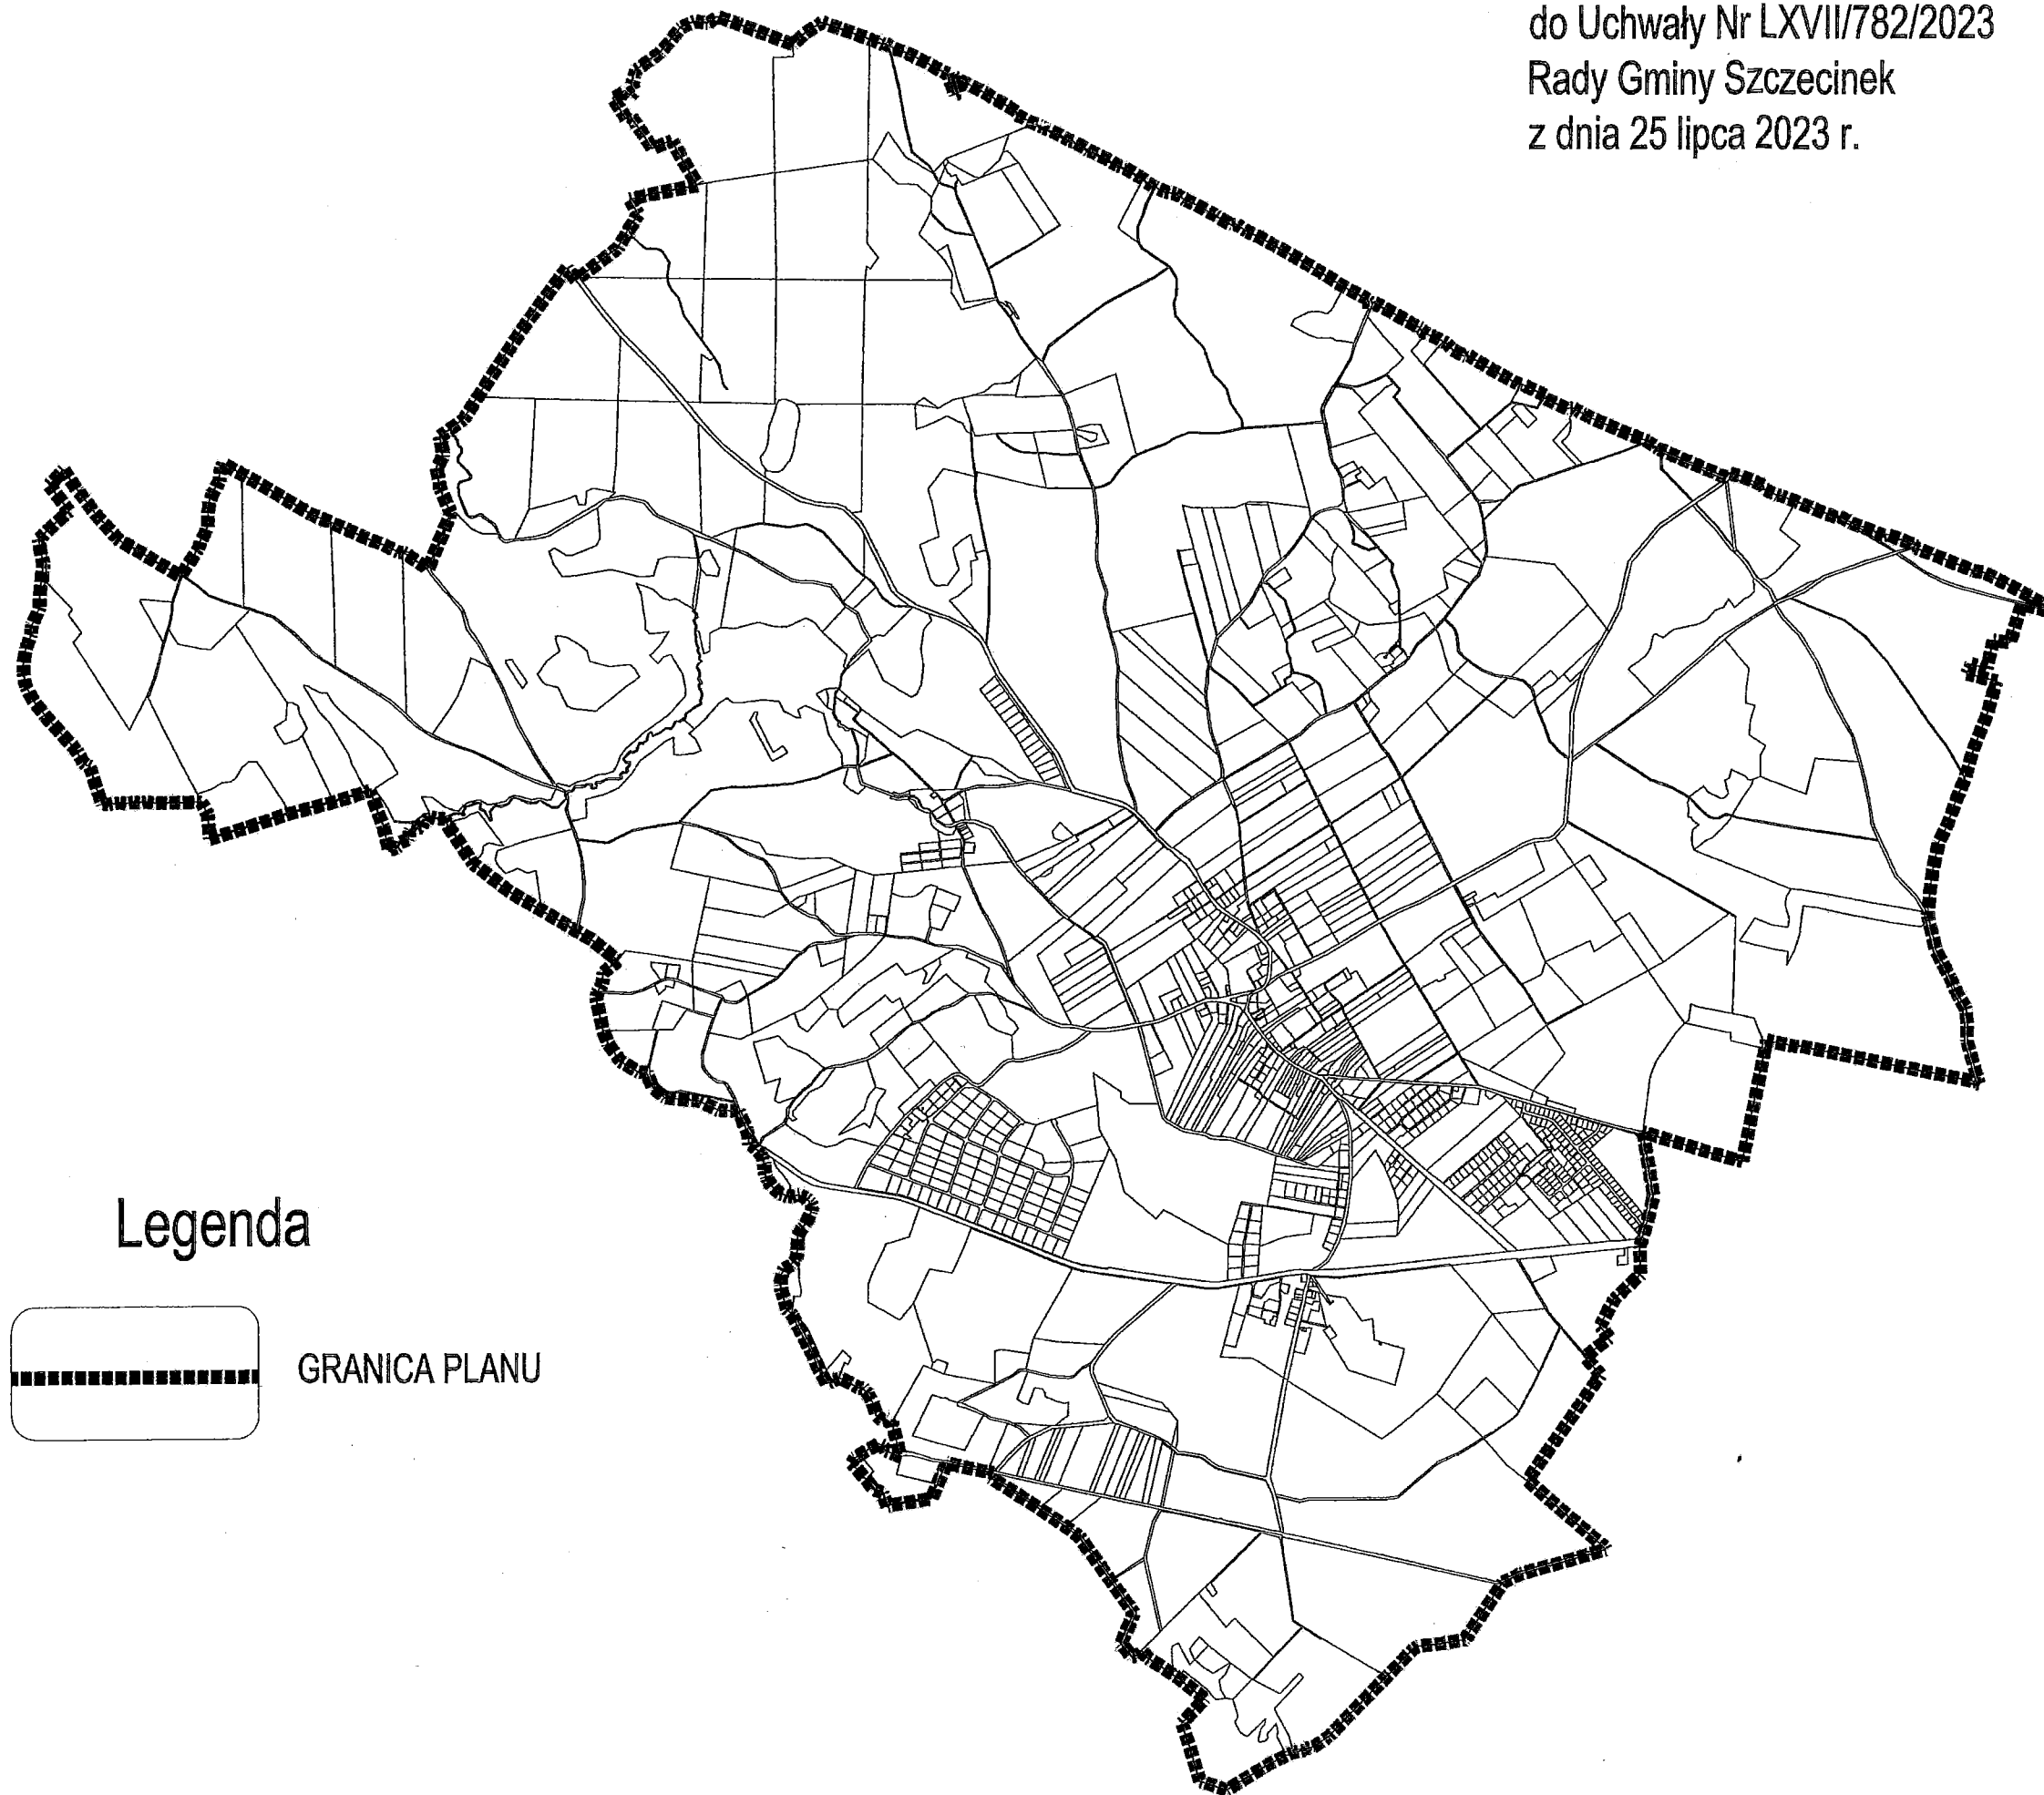 do Uchwały Nr LXVII/782/2023
Rady Gminy Szczecinek
z dnia 25 lipca 2023 r.
Legenda
GRANICA PLANU